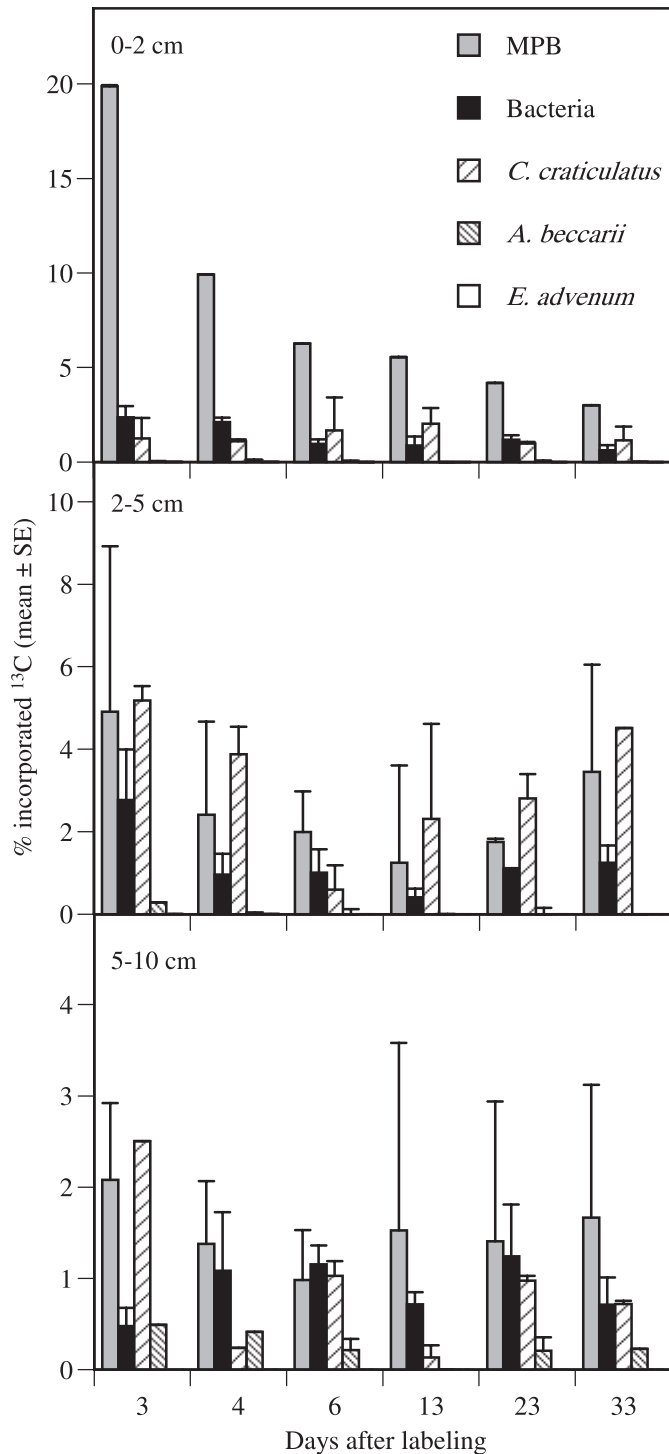 0-2 cm
MPB
Bacteria
C. craticulatus
A. beccarii
E. advenum
20
15
10
5
0
% incorporated ¹³C (mean ± SE)
2-5 cm
10
8
6
4
2
0
5-10 cm
4
3
2
1
0
3 4 6 13 23 33
Days after labeling